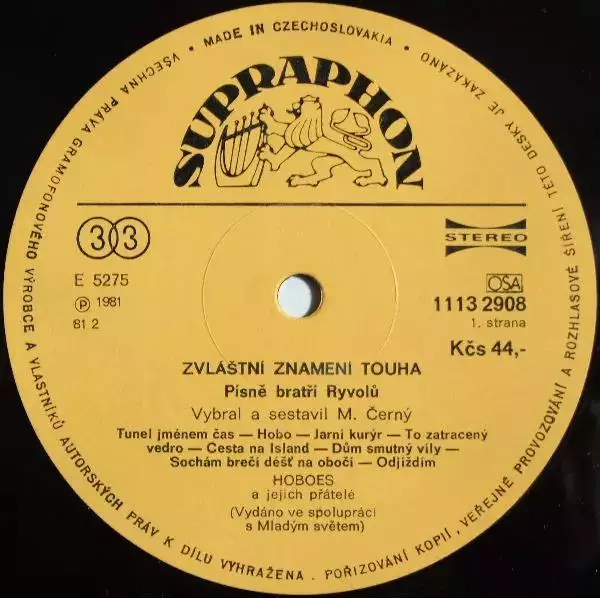 • MADE IN CZECHOSLOVAKIA •
VŠECHNA PRÁVA GRAMOFONOVÉHO VÝROBCE A VLASTNÍKŮ AUTORSKÝCH PRÁV K DÍLU VYHRAŽENA. POŘIZOVÁNÍ KOPIÍ, VEŘEJNÉ PROVOZOVÁNÍ A ROZHLASOVÉ ŠÍŘENÍ TÉTO DESKY JE ZAKÁZÁNO
SUPRAPHON
33
STEREO
E 5275
OSA
Ⓟ 1981
1113 2908
81 2
1. strana
Kčs 44,-
ZVLÁŠTNÍ ZNAMENÍ TOUHA
Písně bratří Ryvolů
Vybral a sestavil M. Černý
Tunel jménem čas — Hobo — Jarní kurýr — To zatracený
vedro — Cesta na Island — Dům smutný víly —
Sochám brečí déšť na obočí — Odjíždím
HOBOES
a jejich přátelé
(Vydáno ve spolupráci
s Mladým světem)